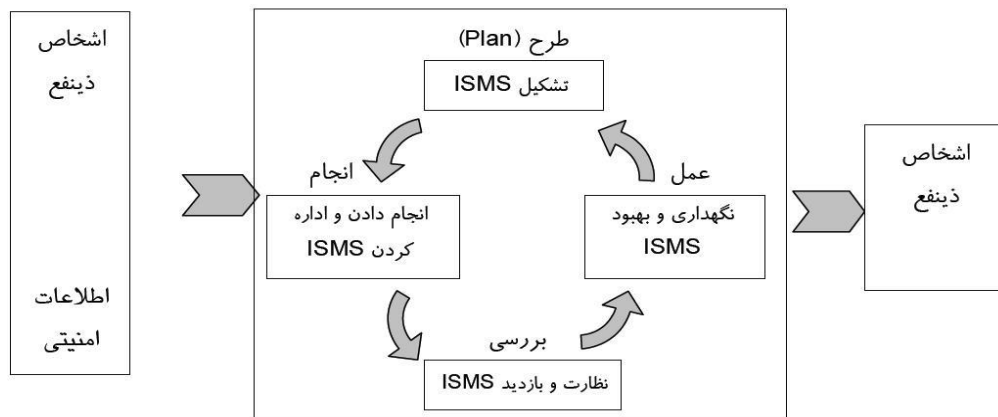 اشخاص
ذینفع
اطلاعات
امنیتی
طرح (Plan)
تشکیل ISMS
انجام
انجام دادن و اداره
کردن ISMS
عمل
نگهداری و بهبود
ISMS
بررسی
نظارت و بازدید ISMS
اشخاص
ذینفع